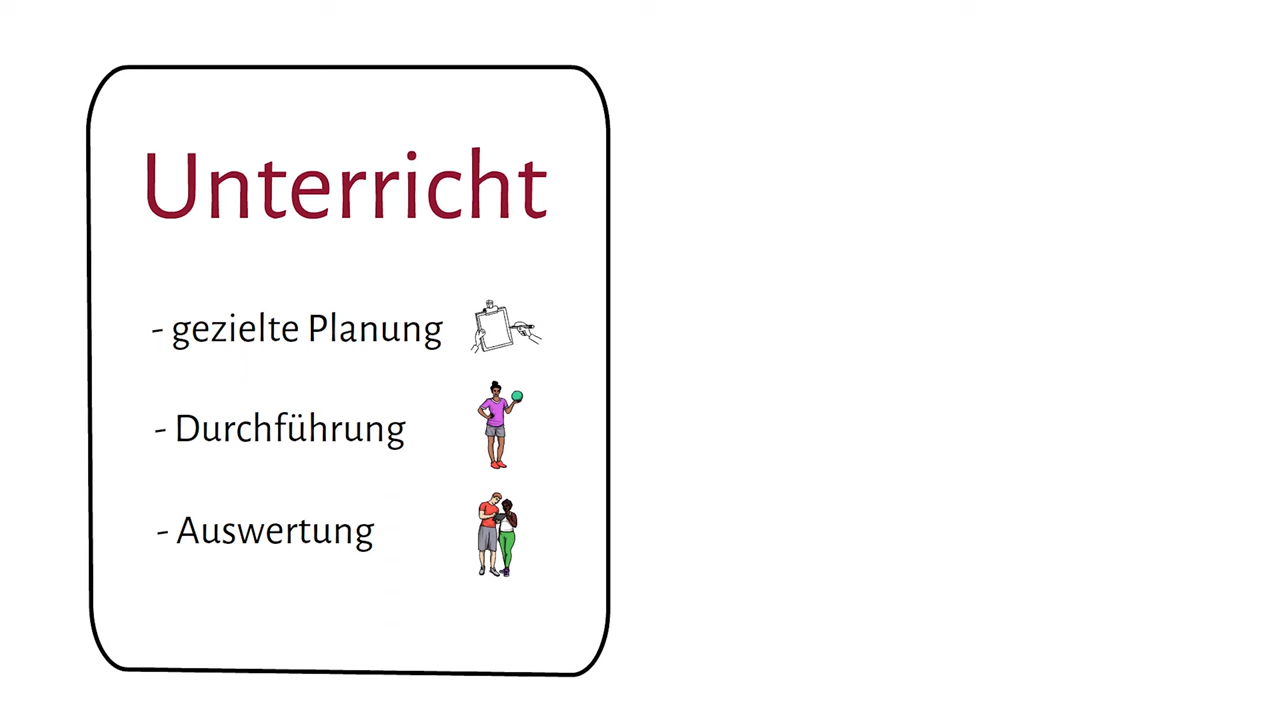 Unterricht
- gezielte Planung
- Durchführung
- Auswertung